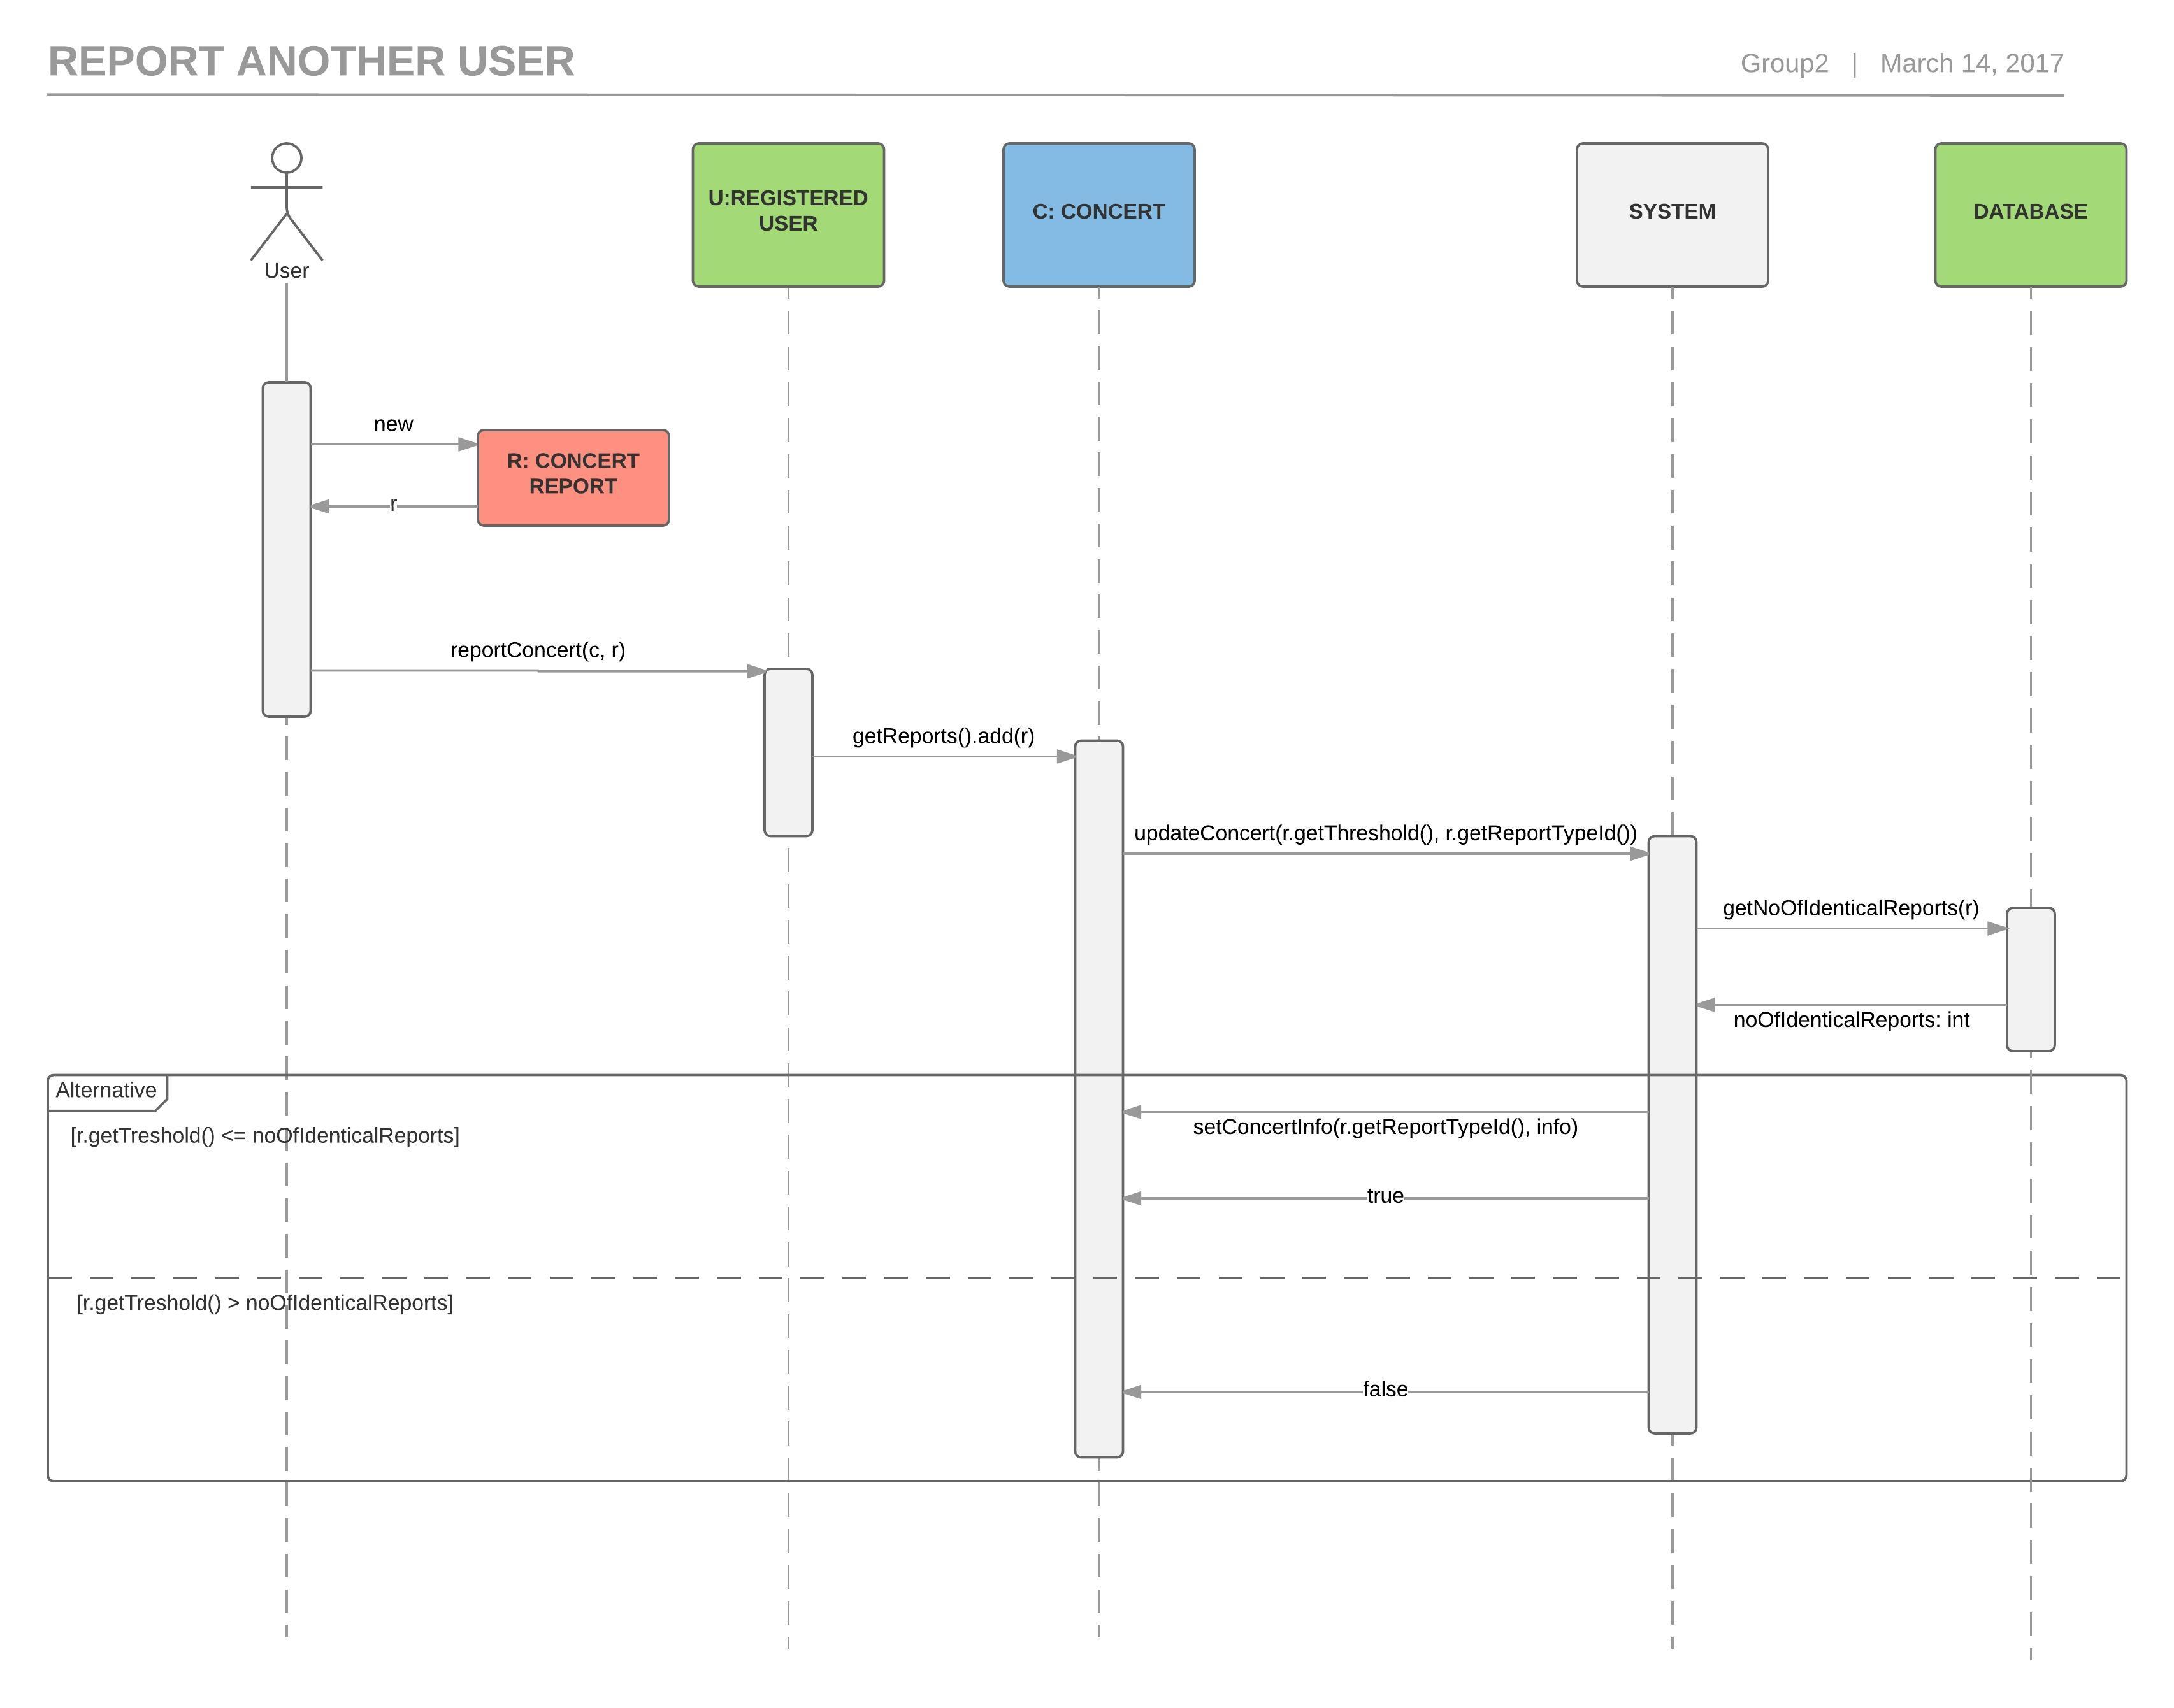 REPORT ANOTHER USER
Group2 | March 14, 2017
User
U:REGISTERED
USER
C: CONCERT
SYSTEM
DATABASE
new
R: CONCERT
REPORT
r
reportConcert(c, r)
getReports().add(r)
updateConcert(r.getThreshold(), r.getReportTypeId())
getNoOfIdenticalReports(r)
noOfIdenticalReports: int
Alternative
[r.getTreshold() <= noOfIdenticalReports]
setConcertInfo(r.getReportTypeId(), info)
true
[r.getTreshold() > noOfIdenticalReports]
false